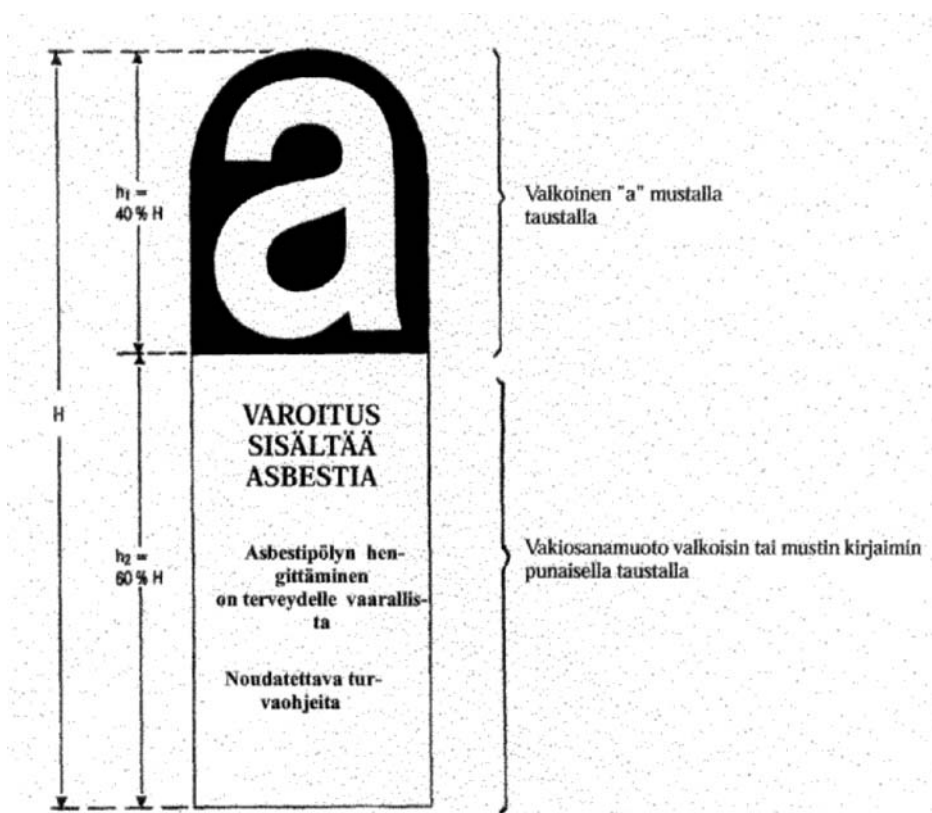 h1 =
40 % H
H
h2 =
60 % H
a
VAROITUS
SISÄLTÄÄ
ASBESTIA
Asbestipölyn hen-
gittäminen
on terveydelle vaarallis-
ta
Noudatettava tur-
vaohjeita
Valkoinen "a" mustalla
taustalla
Vakiosanamuoto valkoisin tai mustin kirjaimin
punaisella taustalla